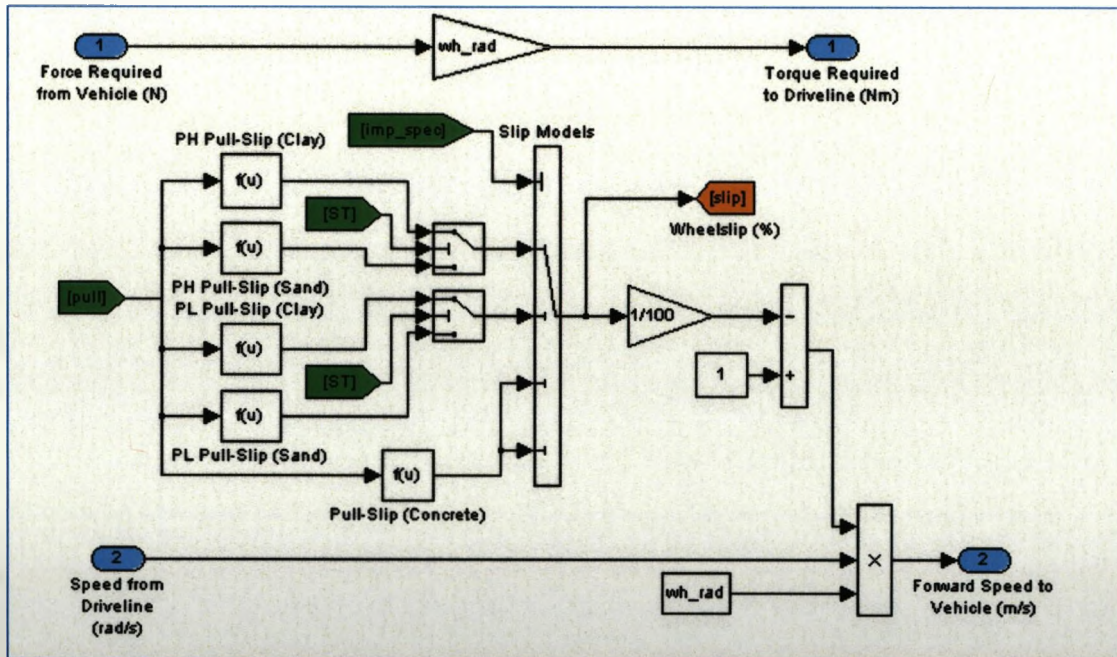 1
wh_rad
1
Force Required
from Vehicle (N)
Torque Required
to Driveline (Nm)
[imp_spec]
Slip Models
PH Pull-Slip (Clay)
f(u)
[ST]
[slip]
Wheelslip (%)
f(u)
PH Pull-Slip (Sand)
[pull]
PL Pull-Slip (Clay)
1/100
-
f(u)
1
+
[ST]
f(u)
PL Pull-Slip (Sand)
f(u)
Pull-Slip (Concrete)
2
×
2
Speed from
Driveline
(rad/s)
wh_rad
Forward Speed to
Vehicle (m/s)